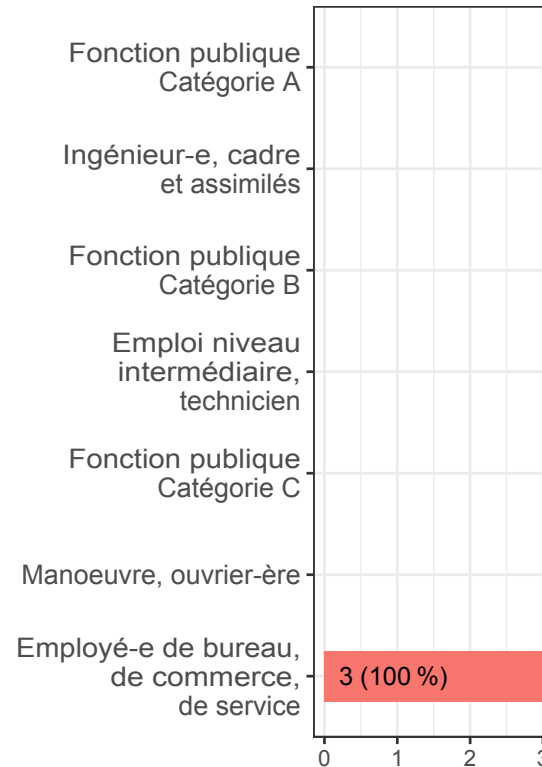 Fonction publique
Catégorie A
Ingénieur-e, cadre
et assimilés
Fonction publique
Catégorie B
Emploi niveau
intermédiaire,
technicien
Fonction publique
Catégorie C
Manoeuvre, ouvrier-ère
Employé-e de bureau,
de commerce,
de service
3 (100 %)
0 1 2 3